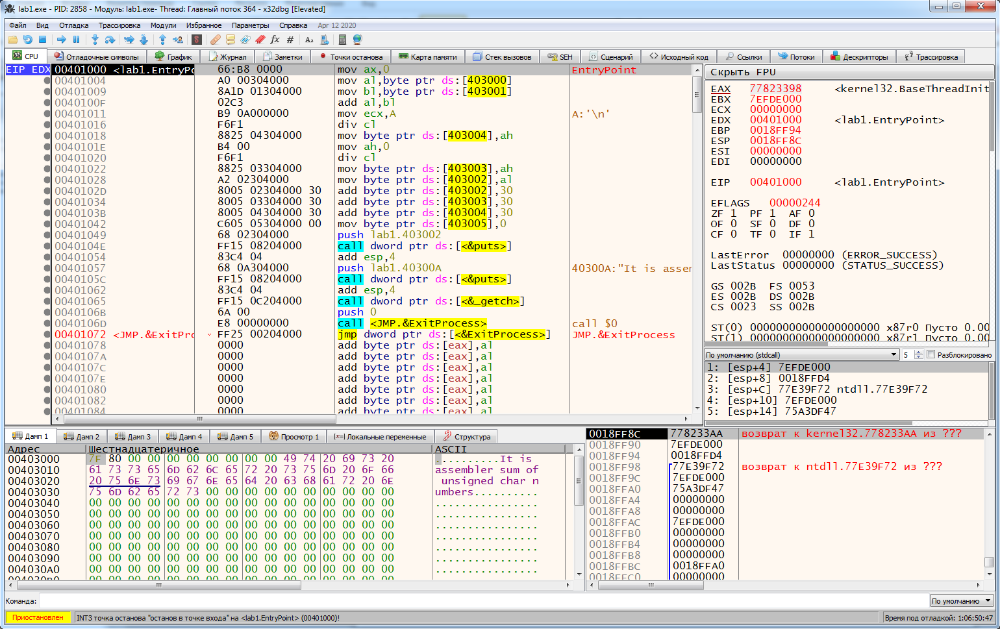 lab1.exe - PID: 2858 - Модуль: lab1.exe- Thread: Главный поток 364 - x32dbg [Elevated]
Файл Вид Отладка Трассировка Модули Избранное Параметры Справка Apr 12 2020
CPU Отладочные символы График Журнал Заметки Точки останова Карта памяти Стек вызовов SEH Сценарий Исходный код Ссылки Потоки Дескрипторы Трассировка
EIP EDX 00401000 <lab1.EntryPo 66:B8 0000 mov ax,0 EntryPoint
00401004 A0 00304000 mov al,byte ptr ds:[403000]
00401009 8A1D 01304000 mov bl,byte ptr ds:[403001]
0040100F 02C3 add al,bl
00401011 B9 0A000000 mov ecx,A A:'\n'
00401016 F6F1 div cl
00401018 8825 04304000 mov byte ptr ds:[403004],ah
0040101E B4 00 mov ah,0
00401020 F6F1 div cl
00401022 8825 03304000 mov byte ptr ds:[403003],ah
00401028 A2 02304000 mov byte ptr ds:[403002],al
0040102D 8005 02304000 30 add byte ptr ds:[403002],30
00401034 8005 03304000 30 add byte ptr ds:[403003],30
0040103B 8005 04304000 30 add byte ptr ds:[403004],30
00401042 C605 05304000 00 mov byte ptr ds:[403005],0
00401049 68 02304000 push lab1.403002
0040104E FF15 08204000 call dword ptr ds:[<&puts>]
00401054 83C4 04 add esp,4
00401057 68 0A304000 push lab1.40300A 40300A:"It is assem
0040105C FF15 08204000 call dword ptr ds:[<&puts>]
00401062 83C4 04 add esp,4
00401065 FF15 0C204000 call dword ptr ds:[<&_getch>]
0040106B 6A 00 push 0
0040106D E8 00000000 call <JMP.&ExitProcess> call $0
00401072 <JMP.&ExitPrc FF25 00204000 jmp dword ptr ds:[<&ExitProcess>] JMP.&ExitProcess
00401078 0000 add byte ptr ds:[eax],al
0040107A 0000 add byte ptr ds:[eax],al
0040107C 0000 add byte ptr ds:[eax],al
0040107E 0000 add byte ptr ds:[eax],al
00401080 0000 add byte ptr ds:[eax],al
00401082 0000 add byte ptr ds:[eax],al
00401084 0000 add byte ptr ds:[eax],al
Скрыть FPU
EAX 77823398 <kernel32.BaseThreadInit
EBX 7EFDE000
ECX 00000000
EDX 00401000 <lab1.EntryPoint>
EBP 0018FF94
ESP 0018FF8C
ESI 00000000
EDI 00000000
EIP 00401000 <lab1.EntryPoint>
EFLAGS 00000244
ZF 1 PF 1 AF 0
OF 0 SF 0 DF 0
CF 0 TF 0 IF 1
LastError 00000000 (ERROR_SUCCESS)
LastStatus 00000000 (STATUS_SUCCESS)
GS 002B FS 0053
ES 002B DS 002B
CS 0023 SS 002B
ST(0) 00000000000000000000 x87r0 Пусто 0.00
ST(1) 00000000000000000000 x87r1 Пусто 0.00
По умолчанию (stdcall) 5 Разблокировано
1: [esp+4] 7EFDE000
2: [esp+8] 0018FFD4
3: [esp+C] 77E39F72 ntdll.77E39F72
4: [esp+10] 7EFDE000
5: [esp+14] 75A3DF47
Дамп 1 Дамп 2 Дамп 3 Дамп 4 Дамп 5 Просмотр 1 [x=] Локальные переменные Структура
Адрес Шестнадцатеричное ASCII
00403000 7F 80 00 00 00 00 00 00 00 00 49 74 20 69 73 20 ..........It is
00403010 61 73 73 65 6D 62 6C 65 72 20 73 75 6D 20 6F 66 assembler sum of
00403020 20 75 6E 73 69 67 6E 65 64 20 63 68 61 72 20 6E unsigned char n
00403030 75 6D 62 65 72 73 00 00 00 00 00 00 00 00 00 00 umbers..........
00403040 00 00 00 00 00 00 00 00 00 00 00 00 00 00 00 00 ................
00403050 00 00 00 00 00 00 00 00 00 00 00 00 00 00 00 00 ................
00403060 00 00 00 00 00 00 00 00 00 00 00 00 00 00 00 00 ................
00403070 00 00 00 00 00 00 00 00 00 00 00 00 00 00 00 00 ................
00403080 00 00 00 00 00 00 00 00 00 00 00 00 00 00 00 00 ................
00403090 00 00 00 00 00 00 00 00 00 00 00 00 00 00 00 00 ................
004030A0 00 00 00 00 00 00 00 00 00 00 00 00 00 00 00 00 ................
004030B0 00 00 00 00 00 00 00 00 00 00 00 00 00 00 00 00
0018FF8C 778233AA возврат к kernel32.778233AA из ???
0018FF90 7EFDE000
0018FF94 0018FFD4
0018FF98 77E39F72 возврат к ntdll.77E39F72 из ???
0018FF9C 7EFDE000
0018FFA0 75A3DF47
0018FFA4 00000000
0018FFA8 00000000
0018FFAC 7EFDE000
0018FFB0 00000000
0018FFB4 00000000
0018FFB8 00000000
0018FFBC 0018FFA0
0018FFC0 00000000
Команда: По умолчанию
Приостановлен INT3 точка останова "останов в точке входа" на <lab1.EntryPoint> (00401000)! Время под отладкой: 1:06:50:47